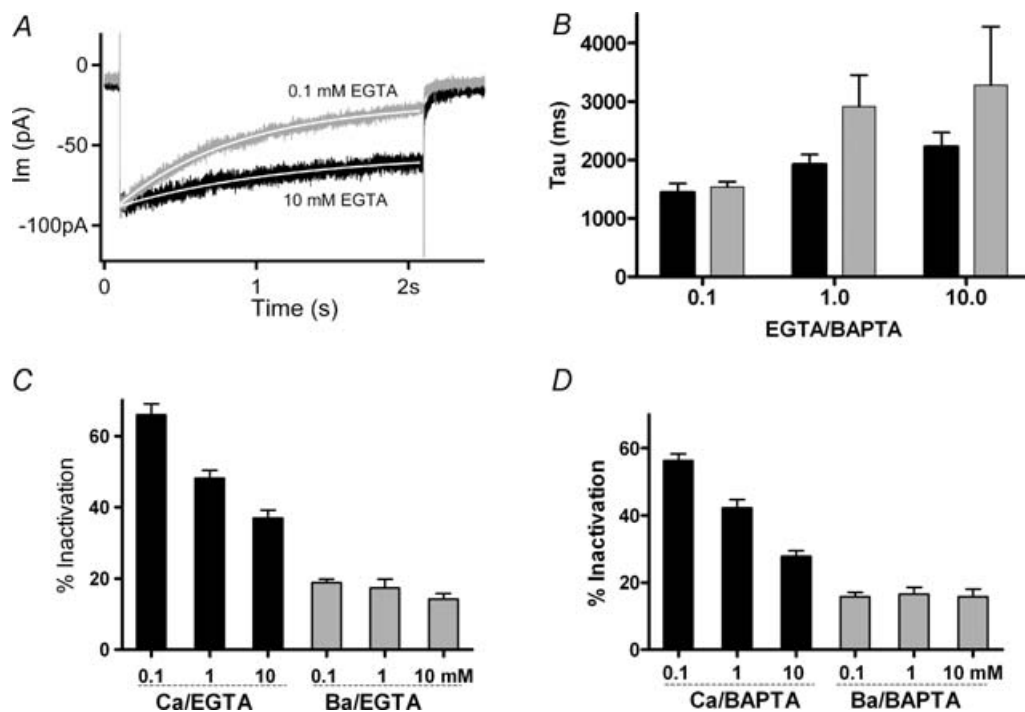 A
0
0.1 mM EGTA
Im (pA)
-50
10 mM EGTA
-100pA
0 1 2s
Time (s)
B
4000
3000
Tau (ms)
2000
1000
0
0.1 1.0 10.0
EGTA/BAPTA
C
60
% Inactivation
40
20
0
0.1 1 10 0.1 1 10 mM
Ca/EGTA Ba/EGTA
D
60
% Inactivation
40
20
0
0.1 1 10 0.1 1 10 mM
Ca/BAPTA Ba/BAPTA